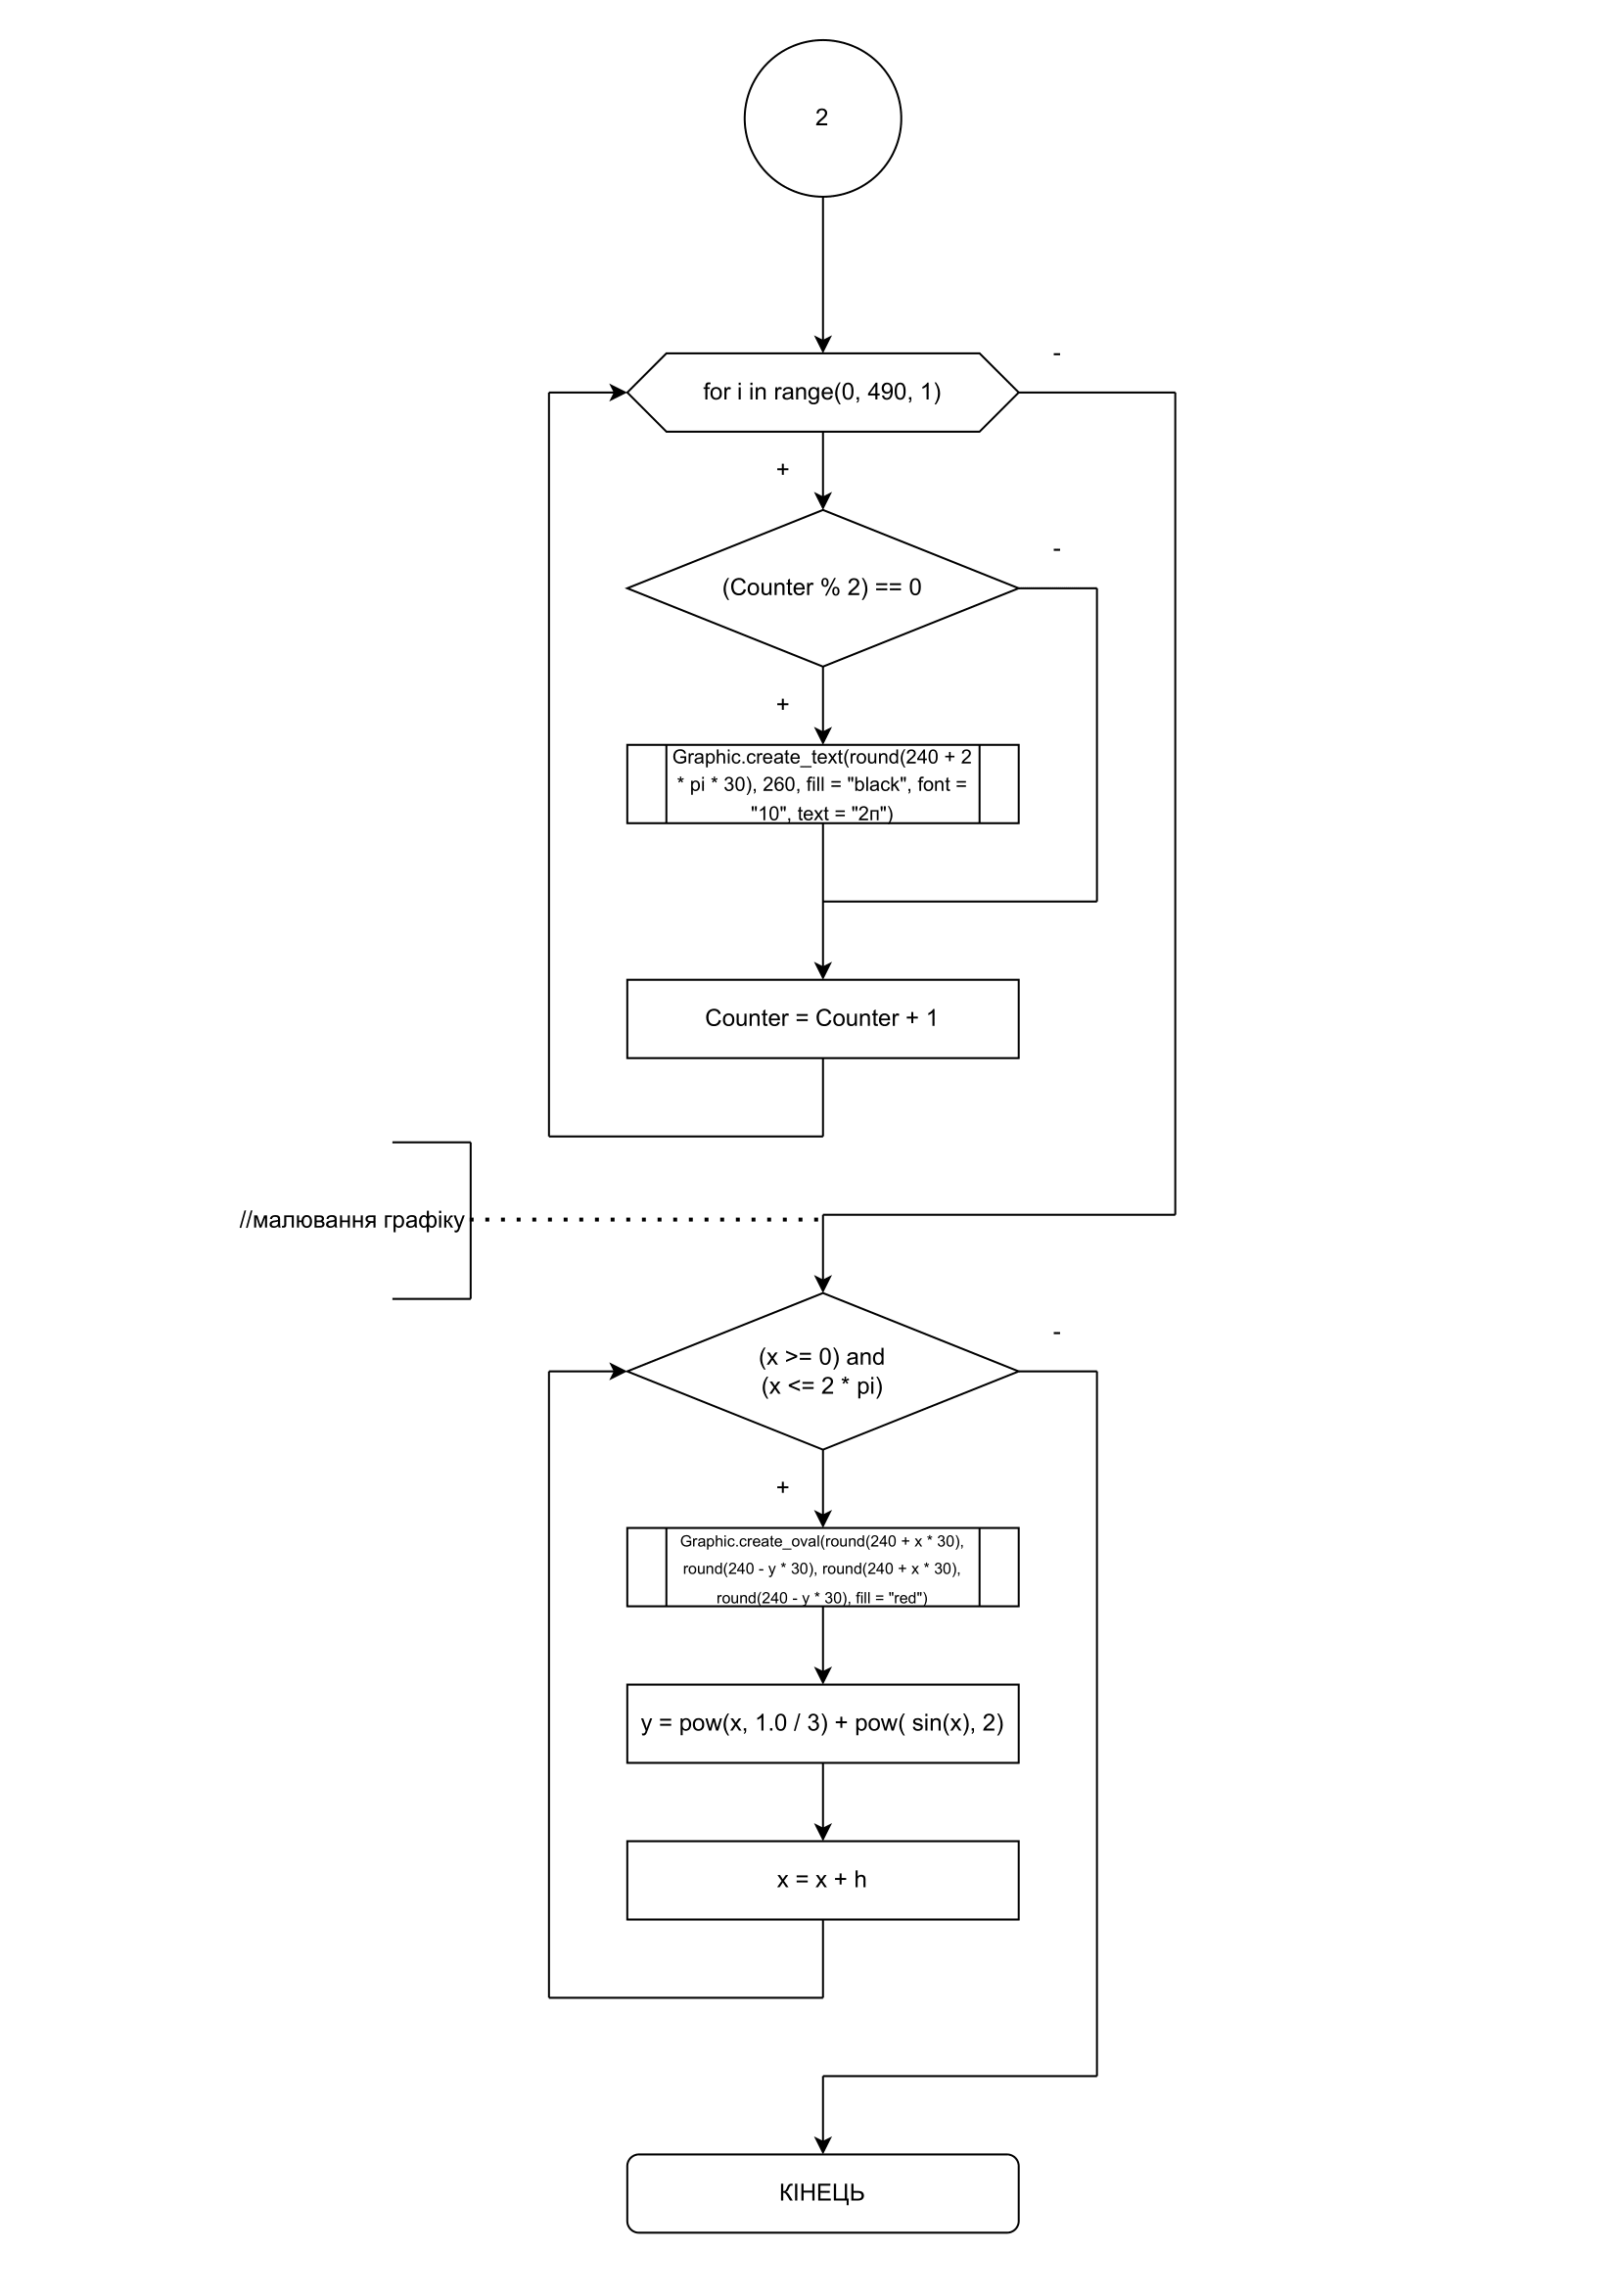 2
for i in range(0, 490, 1)
-
+
(Counter % 2) == 0
-
+
Graphic.create_text(round(240 + 2
* pi * 30), 260, fill = "black", font =
"10", text = "2п")
Counter = Counter + 1
//малювання графіку
(x >= 0) and
(x <= 2 * pi)
-
+
Graphic.create_oval(round(240 + x * 30),
round(240 - y * 30), round(240 + x * 30),
round(240 - y * 30), fill = "red")
y = pow(x, 1.0 / 3) + pow( sin(x), 2)
x = x + h
КІНЕЦЬ